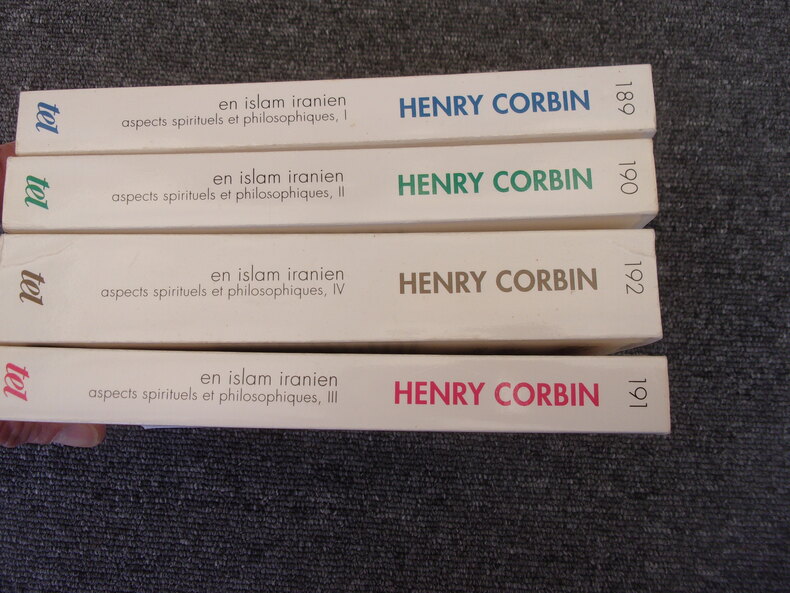 tel
en islam iranien
aspects spirituels et philosophiques, I
HENRY CORBIN
189
tel
en islam iranien
aspects spirituels et philosophiques, II
HENRY CORBIN
190
tel
en islam iranien
aspects spirituels et philosophiques, IV
HENRY CORBIN
192
tel
en islam iranien
aspects spirituels et philosophiques, III
HENRY CORBIN
191